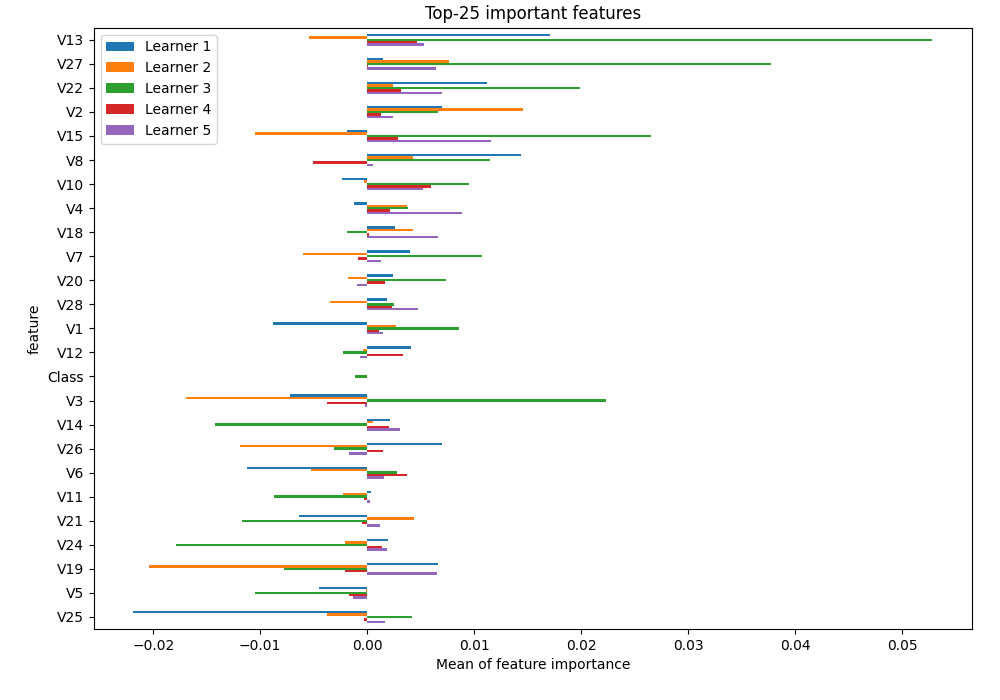 Top-25 important features
Learner 1
Learner 2
Learner 3
Learner 4
Learner 5
feature
V13
V27
V22
V2
V15
V8
V10
V4
V18
V7
V20
V28
V1
V12
Class
V3
V14
V26
V6
V11
V21
V24
V19
V5
V25
−0.02 −0.01 0.00 0.01 0.02 0.03 0.04 0.05
Mean of feature importance